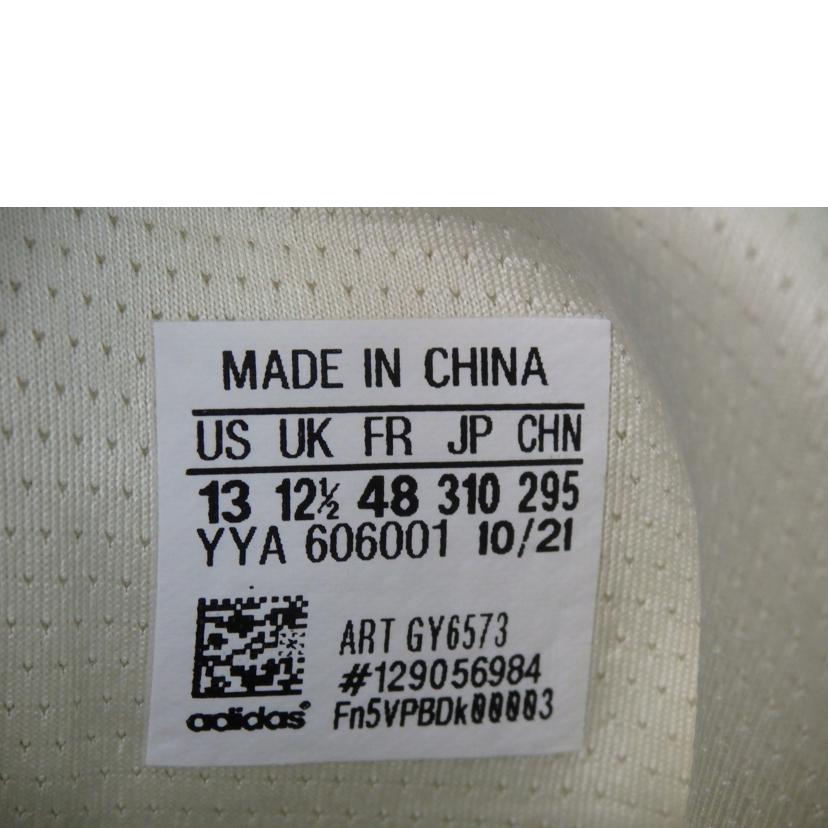 MADE IN CHINA
US UK FR JP CHN
13 12½ 48 310 295
YYA 606001 10/21
ART GY6573
#129056984
adidas® Fn5VPBDk00003